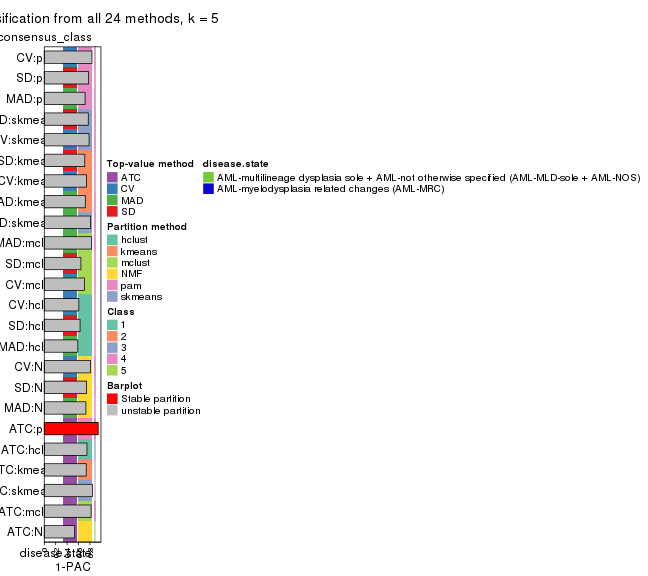 sification from all 24 methods, k = 5
consensus_class
CV:p
SD:p
MAD:p
D:skmea
V:skmea
SD:kmea
CV:kmea
AD:kmea
D:skmea
MAD:mcl
SD:mcl
CV:mcl
CV:hcl
SD:hcl
MAD:hcl
CV:N
SD:N
MAD:N
ATC:p
ATC:hcl
TC:kmea
C:skmea
ATC:mcl
ATC:N
disease.state
1-PAC
Top-value method
ATC
CV
MAD
SD
Partition method
hclust
kmeans
mclust
NMF
pam
skmeans
Class
1
2
3
4
5
Barplot
Stable partition
unstable partition
disease.state
AML-multilineage dysplasia sole + AML-not otherwise specified (AML-MLD-sole + AML-NOS)
AML-myelodysplasia related changes (AML-MRC)